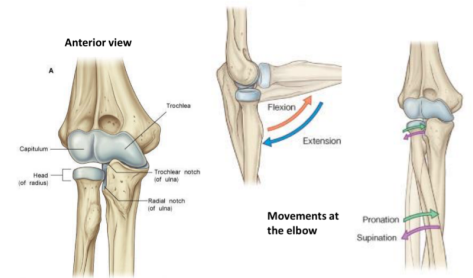 Anterior view
A
Trochlea
Capitulum
Head
(of radius)
Trochlear notch
(of ulna)
Radial notch
(of ulna)
Flexion
Extension
Movements at
the elbow
Pronation
Supination